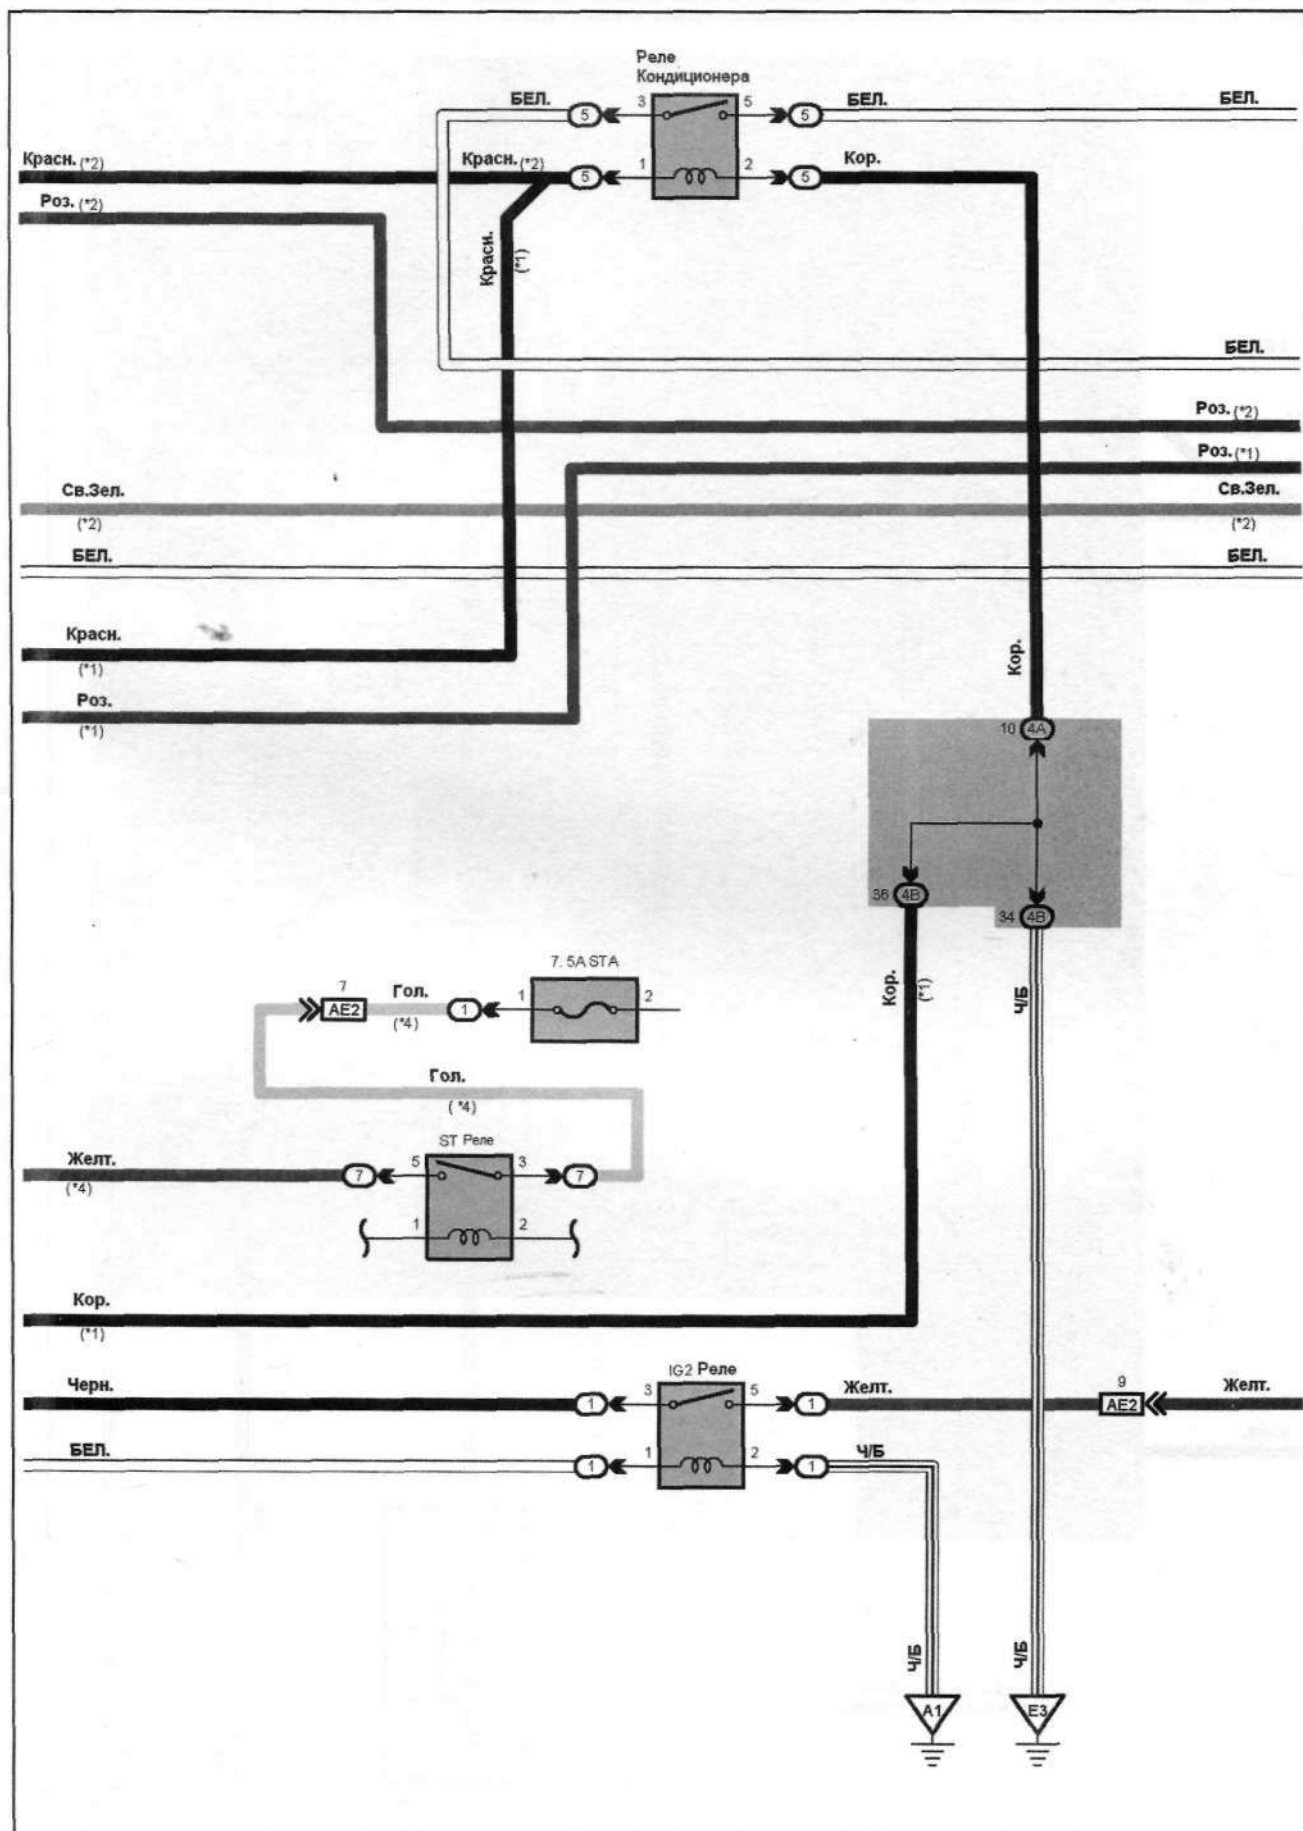 Реле
Кондиционера
БЕЛ. 5 3 5 5 БЕЛ. БЕЛ.
Красн. (*2) Красн. (*2) 5 1 2 5 Кор.
Роз. (*2)
Красн. (*1)
БЕЛ.
Роз. (*2)
Роз. (*1)
Св.Зел. Св.Зел.
(*2) (*2)
БЕЛ. БЕЛ.
Красн.
(*1)
Кор.
Роз.
(*1)
10 4A
36 4B
34 4B
7. 5A STA
7 AE2 Гол. 1 1 2
(*4)
Кор. (*1)
Ч/Б
Гол.
( *4)
ST Реле
Желт. 7 5 3 7
(*4)
1 2
Кор.
(*1)
IG2 Реле
Черн. 1 3 5 1 Желт. 9 AE2 Желт.
БЕЛ. 1 1 2 1 Ч/Б
Ч/Б Ч/Б
A1 E3